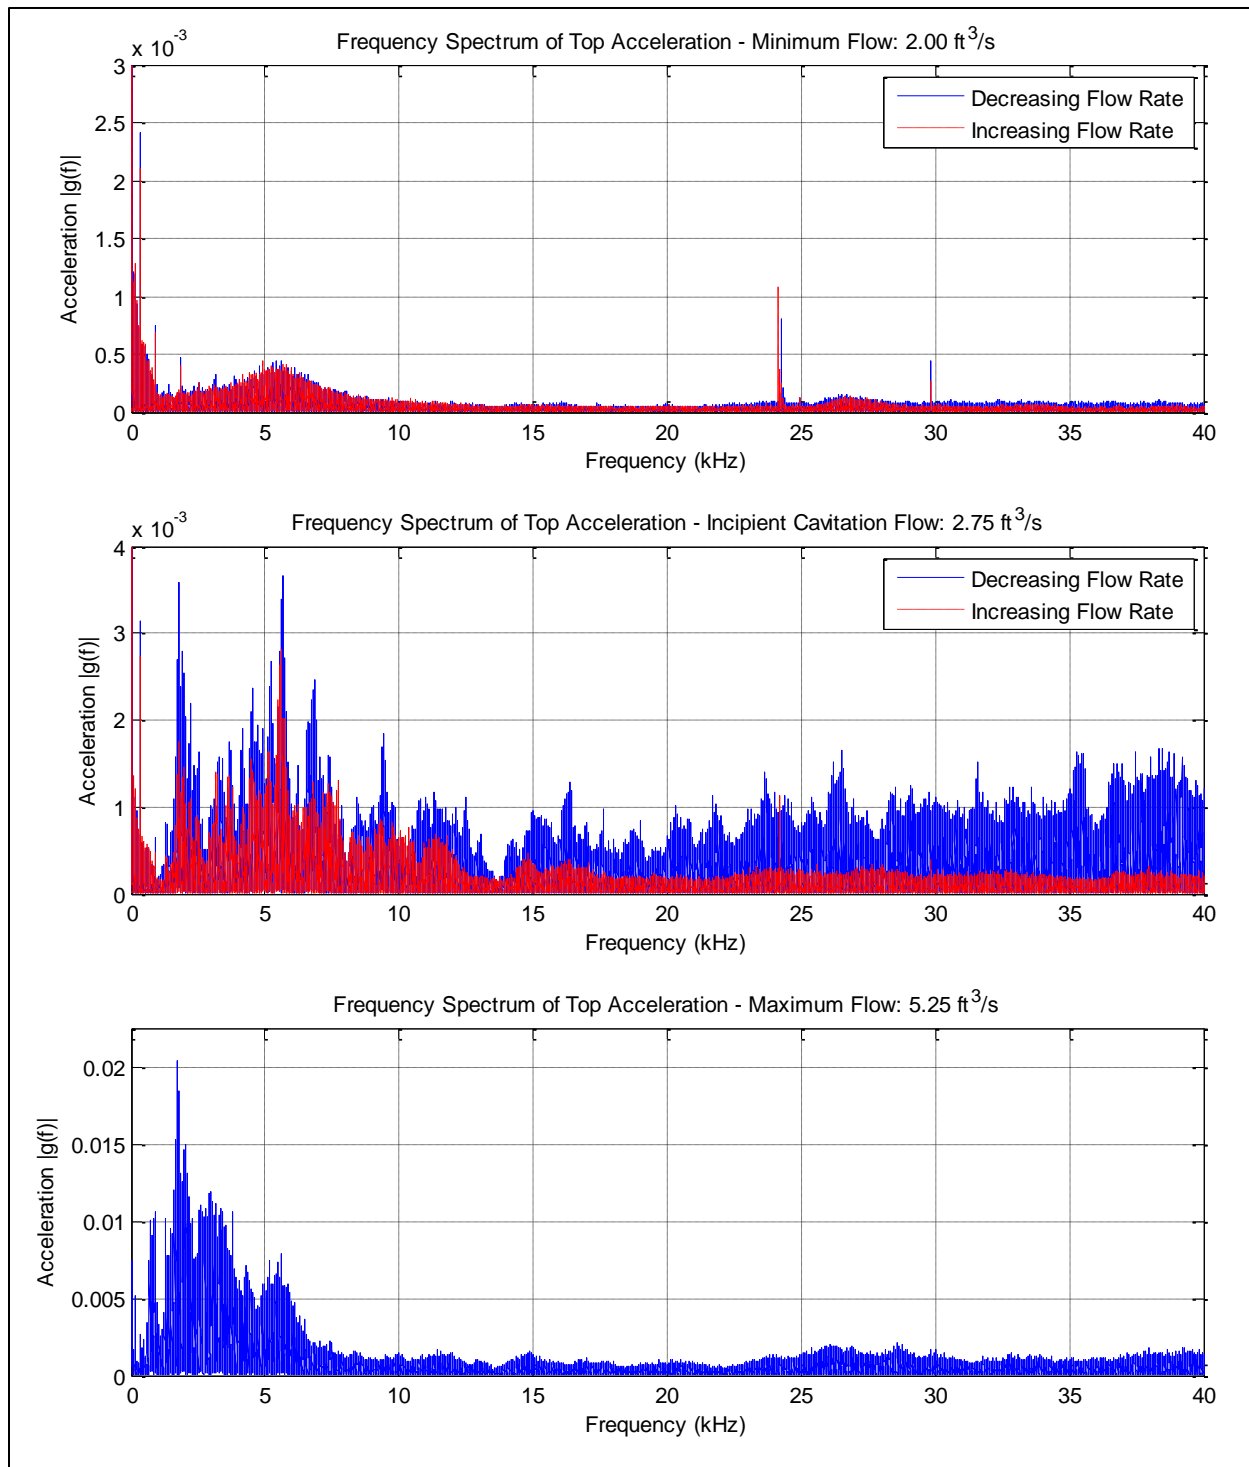 x 10^-3
Frequency Spectrum of Top Acceleration - Minimum Flow: 2.00 ft^3/s
3
2.5
2
1.5
1
0.5
0
Acceleration |g(f)|
Decreasing Flow Rate
Increasing Flow Rate
0 5 10 15 20 25 30 35 40
Frequency (kHz)
x 10^-3
Frequency Spectrum of Top Acceleration - Incipient Cavitation Flow: 2.75 ft^3/s
4
3
2
1
0
Acceleration |g(f)|
Decreasing Flow Rate
Increasing Flow Rate
0 5 10 15 20 25 30 35 40
Frequency (kHz)
Frequency Spectrum of Top Acceleration - Maximum Flow: 5.25 ft^3/s
0.02
0.015
0.01
0.005
0
Acceleration |g(f)|
0 5 10 15 20 25 30 35 40
Frequency (kHz)